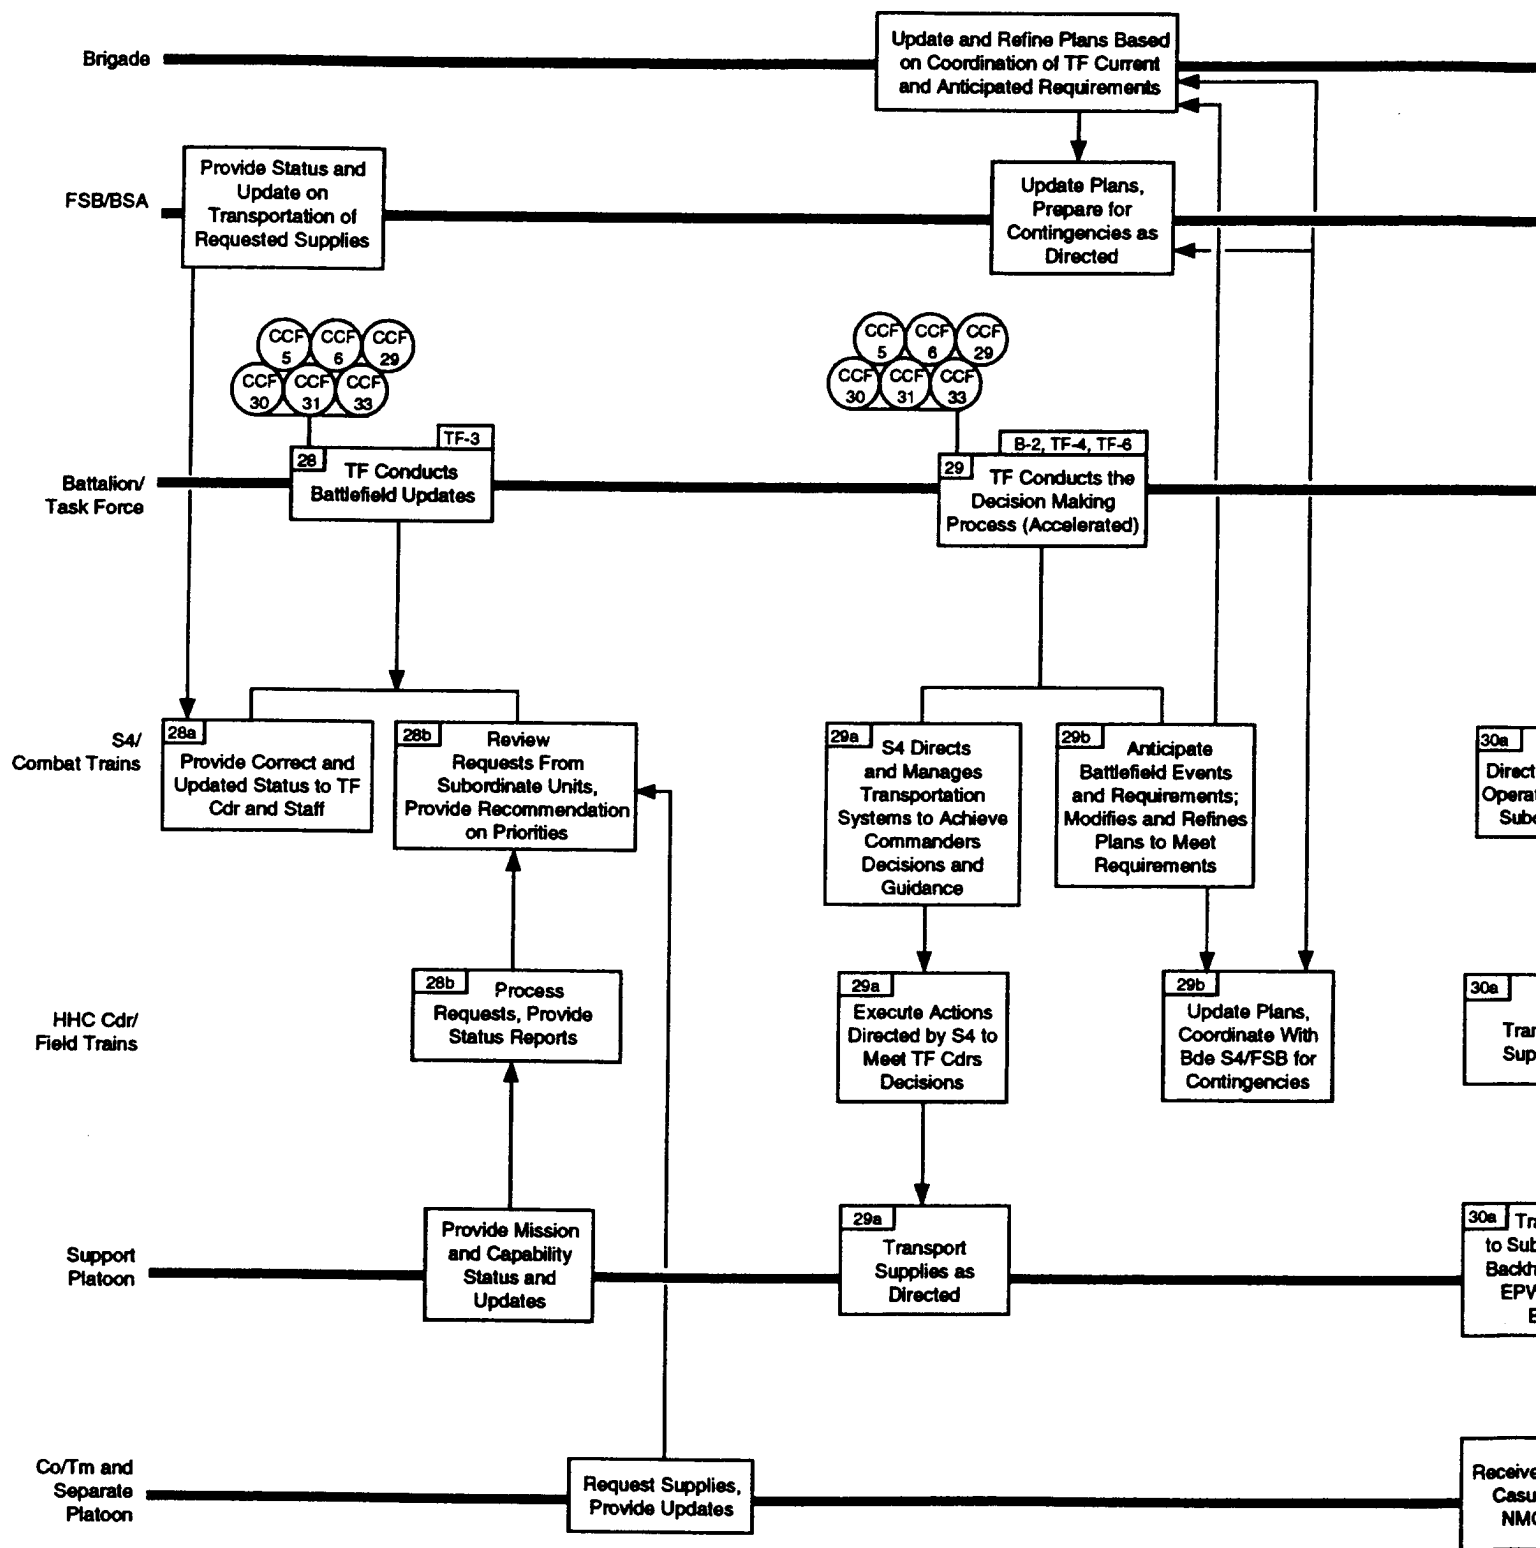 Brigade
Update and Refine Plans Based
on Coordination of TF Current
and Anticipated Requirements
FSB/BSA
Provide Status and
Update on
Transportation of
Requested Supplies
Update Plans,
Prepare for
Contingencies as
Directed
CCF
5
CCF
6
CCF
29
CCF
30
CCF
31
CCF
33
CCF
5
CCF
6
CCF
29
CCF
30
CCF
31
CCF
33
Battalion/
Task Force
TF-3
28
TF Conducts
Battlefield Updates
B-2, TF-4, TF-6
29
TF Conducts the
Decision Making
Process (Accelerated)
S4/
Combat Trains
28a
Provide Correct and
Updated Status to TF
Cdr and Staff
28b
Review
Requests From
Subordinate Units,
Provide Recommendation
on Priorities
29a
S4 Directs
and Manages
Transportation
Systems to Achieve
Commanders
Decisions and
Guidance
29b
Anticipate
Battlefield Events
and Requirements;
Modifies and Refines
Plans to Meet
Requirements
30a
Direct
Operat
Sub
HHC Cdr/
Field Trains
28b
Process
Requests, Provide
Status Reports
29a
Execute Actions
Directed by S4 to
Meet TF Cdrs
Decisions
29b
Update Plans,
Coordinate With
Bde S4/FSB for
Contingencies
30a
Tra
Sup
Support
Platoon
Provide Mission
and Capability
Status and
Updates
29a
Transport
Supplies as
Directed
30a
Tr
to Sub
Backh
EPW
Co/Tm and
Separate
Platoon
Request Supplies,
Provide Updates
Receive
Casu
NM